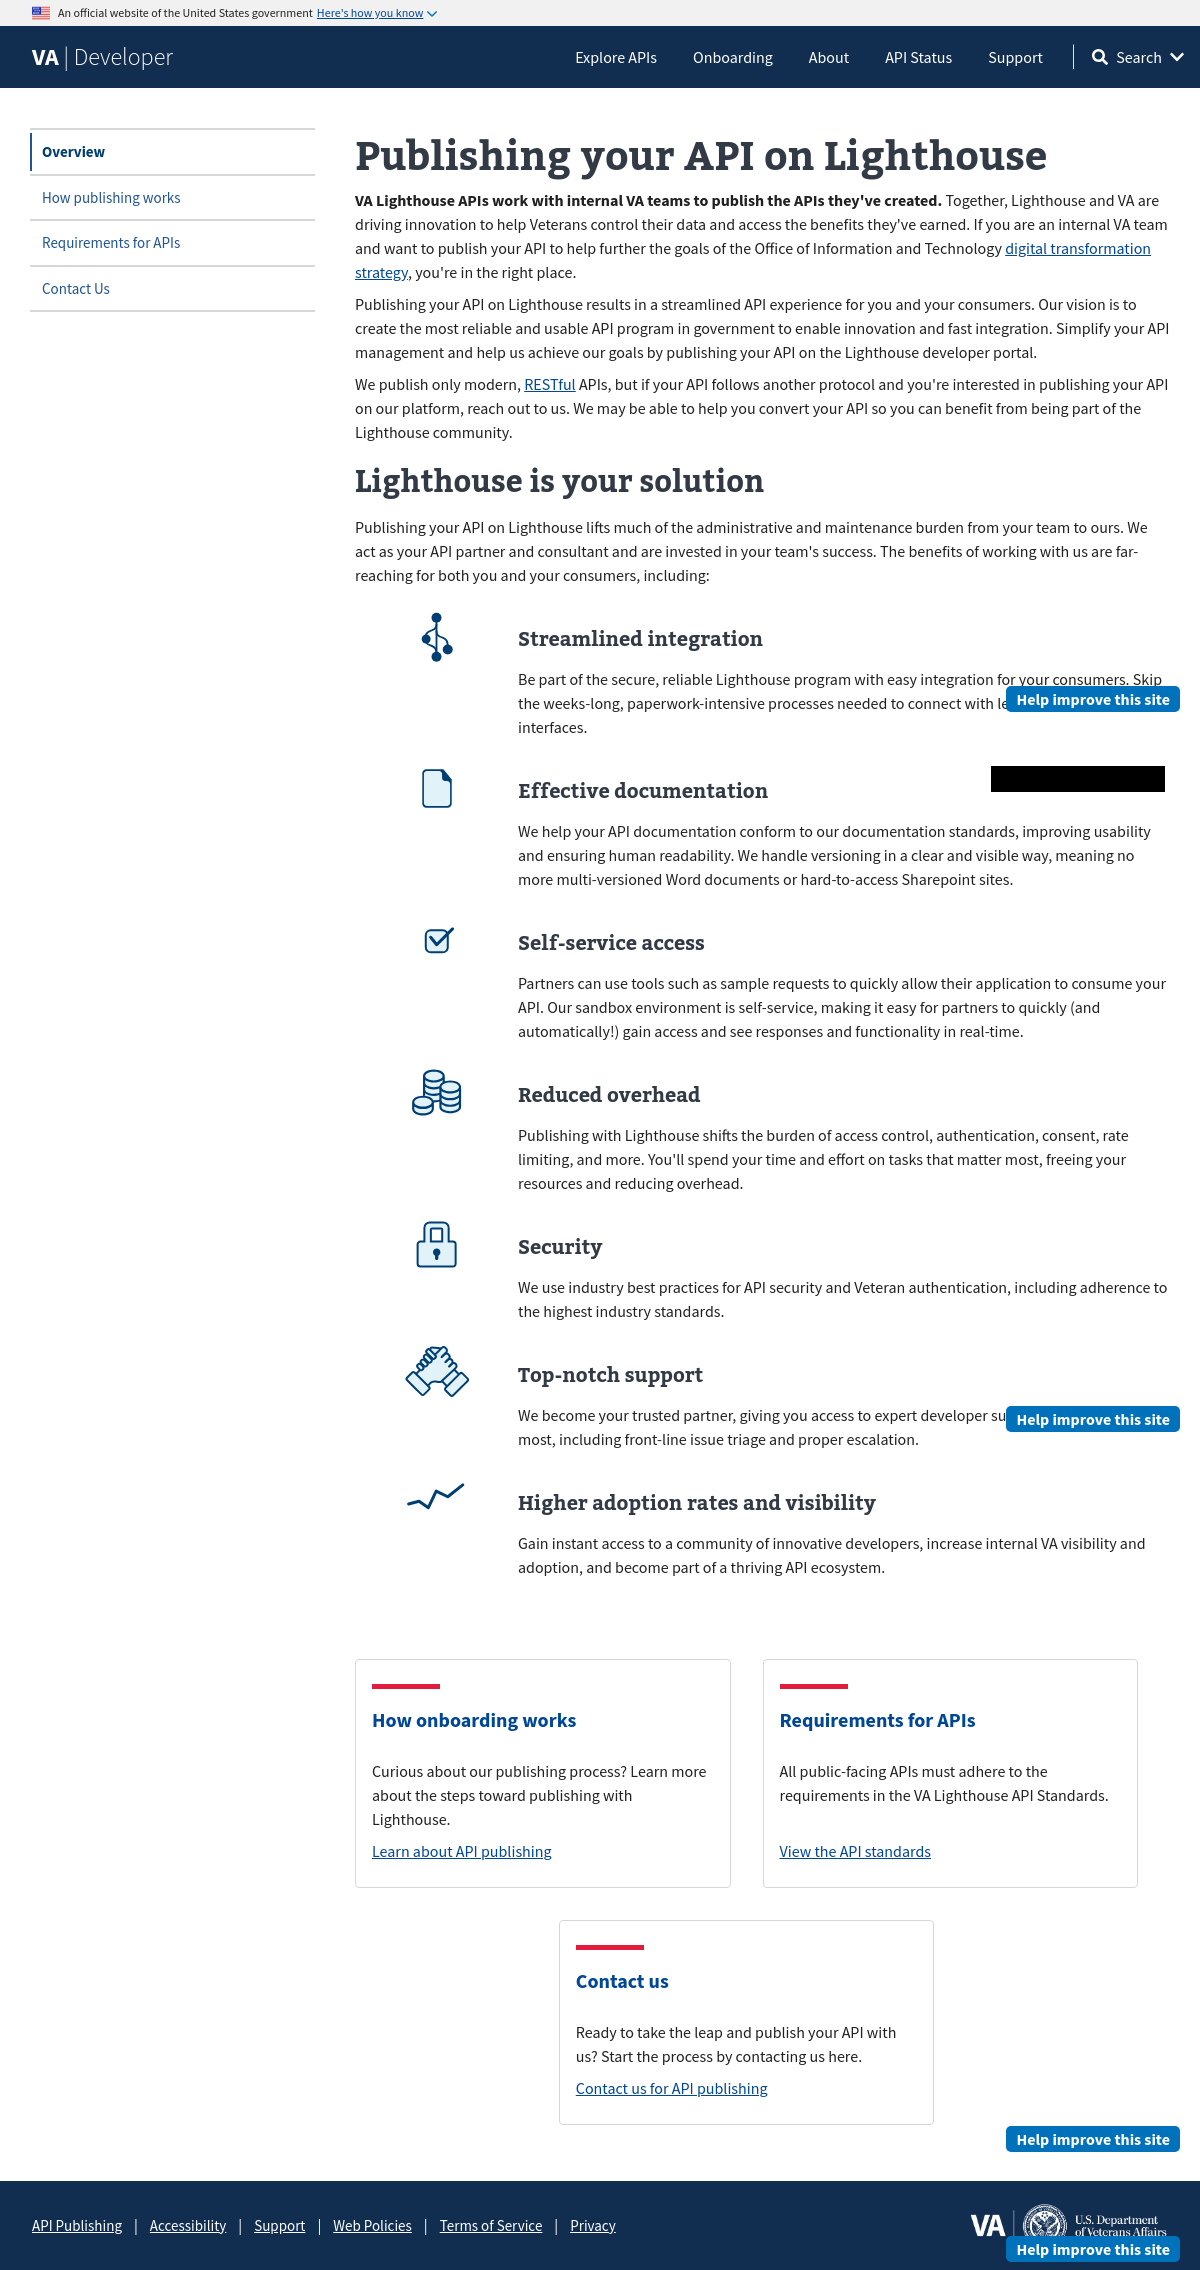 An official website of the United States government Here's how you know
VA | Developer
Explore APIs
Onboarding
About
API Status
Support
Search
Overview
How publishing works
Requirements for APIs
Contact Us
Publishing your API on Lighthouse
VA Lighthouse APIs work with internal VA teams to publish the APIs they've created. Together, Lighthouse and VA are
driving innovation to help Veterans control their data and access the benefits they've earned. If you are an internal VA team
and want to publish your API to help further the goals of the Office of Information and Technology digital transformation
strategy, you're in the right place.
Publishing your API on Lighthouse results in a streamlined API experience for you and your consumers. Our vision is to
create the most reliable and usable API program in government to enable innovation and fast integration. Simplify your API
management and help us achieve our goals by publishing your API on the Lighthouse developer portal.
We publish only modern, RESTful APIs, but if your API follows another protocol and you're interested in publishing your API
on our platform, reach out to us. We may be able to help you convert your API so you can benefit from being part of the
Lighthouse community.
Lighthouse is your solution
Publishing your API on Lighthouse lifts much of the administrative and maintenance burden from your team to ours. We
act as your API partner and consultant and are invested in your team's success. The benefits of working with us are far-
reaching for both you and your consumers, including:
Streamlined integration
Be part of the secure, reliable Lighthouse program with easy integration for your consumers. Skip
the weeks-long, paperwork-intensive processes needed to connect with
Help improve this site
interfaces.
Effective documentation
We help your API documentation conform to our documentation standards, improving usability
and ensuring human readability. We handle versioning in a clear and visible way, meaning no
more multi-versioned Word documents or hard-to-access Sharepoint sites.
Self-service access
Partners can use tools such as sample requests to quickly allow their application to consume your
API. Our sandbox environment is self-service, making it easy for partners to quickly (and
automatically!) gain access and see responses and functionality in real-time.
Reduced overhead
Publishing with Lighthouse shifts the burden of access control, authentication, consent, rate
limiting, and more. You'll spend your time and effort on tasks that matter most, freeing your
resources and reducing overhead.
Security
We use industry best practices for API security and Veteran authentication, including adherence to
the highest industry standards.
Top-notch support
We become your trusted partner, giving you access to expert developer
Help improve this site
most, including front-line issue triage and proper escalation.
Higher adoption rates and visibility
Gain instant access to a community of innovative developers, increase internal VA visibility and
adoption, and become part of a thriving API ecosystem.
How onboarding works
Curious about our publishing process? Learn more
about the steps toward publishing with
Lighthouse.
Learn about API publishing
Requirements for APIs
All public-facing APIs must adhere to the
requirements in the VA Lighthouse API Standards.
View the API standards
Contact us
Ready to take the leap and publish your API with
us? Start the process by contacting us here.
Contact us for API publishing
Help improve this site
API Publishing | Accessibility | Support | Web Policies | Terms of Service | Privacy
VA
U.S. Department
of Veterans Affairs
Help improve this site